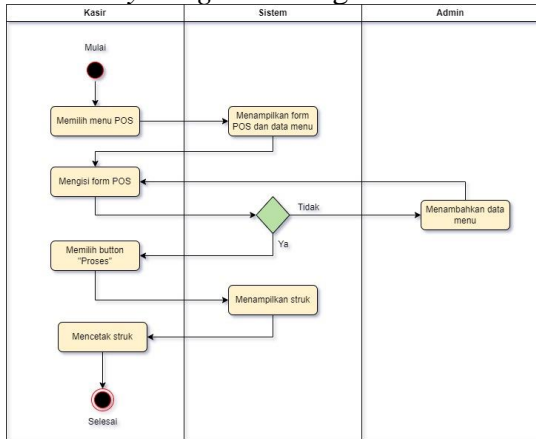 Kasir
Sistem
Admin
Mulai
Memilih menu POS
Menampilkan form
POS dan data menu
Mengisi form POS
Tidak
Menambahkan data
menu
Ya
Memilih button
"Proses"
Menampilkan struk
Mencetak struk
Selesai